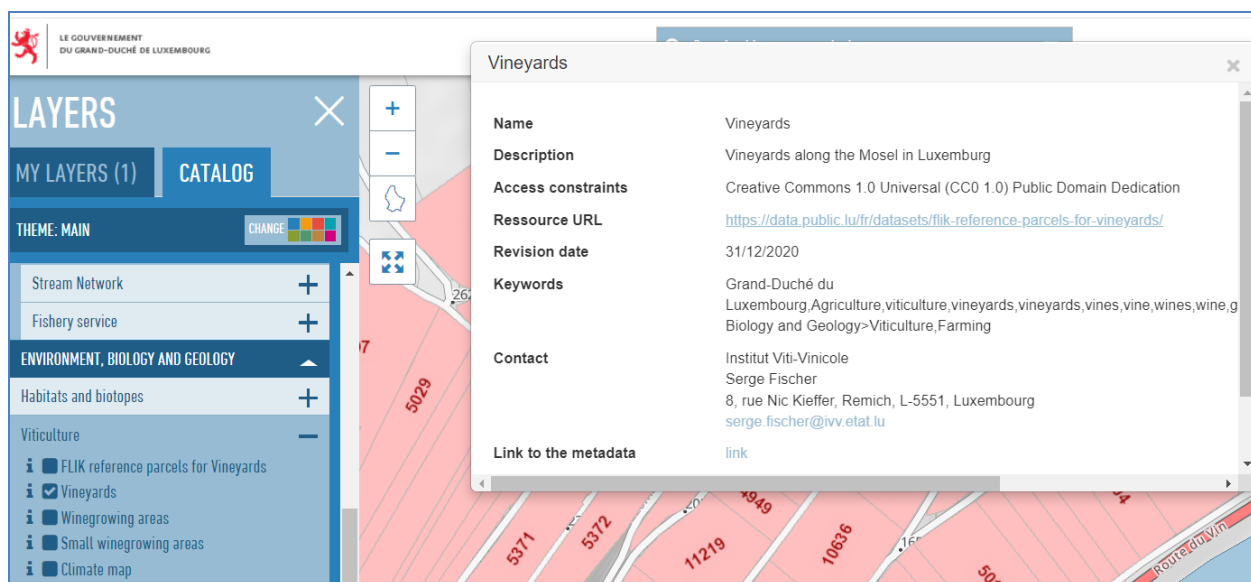 LE GOUVERNEMENT
DU GRAND-DUCHÉ DE LUXEMBOURG
LAYERS
MY LAYERS (1)
CATALOG
THEME: MAIN
CHANGE
Stream Network
Fishery service
ENVIRONMENT, BIOLOGY AND GEOLOGY
Habitats and biotopes
Viticulture
FLIK reference parcels for Vineyards
Vineyards
Winegrowing areas
Small winegrowing areas
Climate map
Vineyards
Name Vineyards
Description Vineyards along the Mosel in Luxemburg
Access constraints Creative Commons 1.0 Universal (CC0 1.0) Public Domain Dedication
Ressource URL https://data.public.lu/fr/datasets/flik-reference-parcels-for-vineyards/
Revision date 31/12/2020
Keywords Grand-Duché du
Luxembourg,Agriculture,viticulture,vineyards,vineyards,vines,vine,wines,wine,g
Biology and Geology>Viticulture,Farming
Contact Institut Viti-Vinicole
Serge Fischer
8, rue Nic Kieffer, Remich, L-5551, Luxembourg
serge.fischer@ivv.etat.lu
Link to the metadata link
5029
5371
5372
11219
4949
10636
Route du Vin